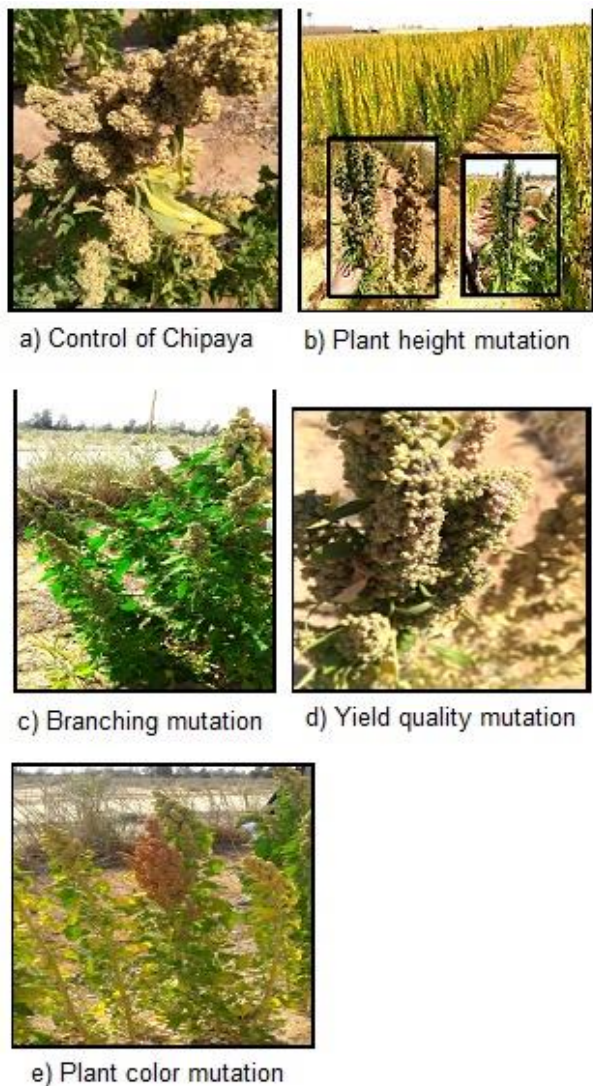 a) Control of Chipaya
b) Plant height mutation
c) Branching mutation
d) Yield quality mutation
e) Plant color mutation